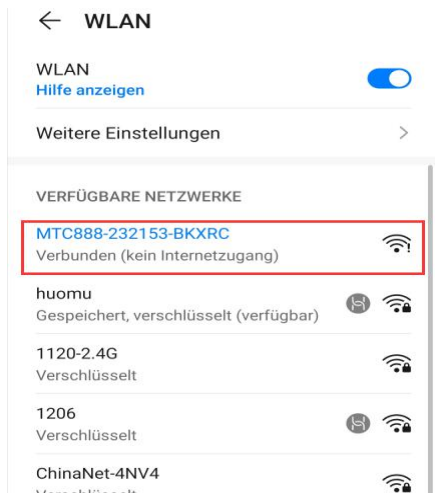 WLAN
WLAN
Hilfe anzeigen
Weitere Einstellungen
VERFÜGBARE NETZWERKE
MTC888-232153-BKXRC
Verbunden (kein Internetzugang)
huomu
Gespeichert, verschlüsselt (verfügbar)
1120-2.4G
Verschlüsselt
1206
Verschlüsselt
ChinaNet-4NV4
Verschlüsselt